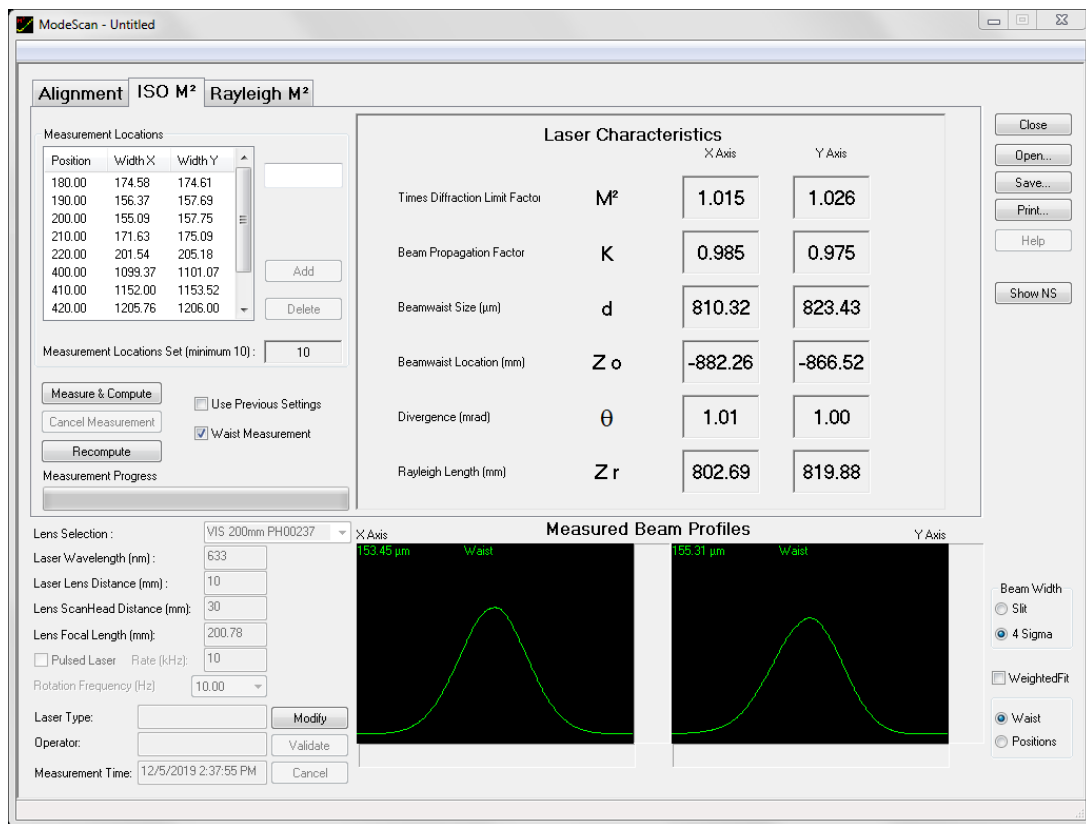 ModeScan - Untitled
Alignment ISO M² Rayleigh M²
Measurement Locations
Position Width X Width Y
180.00 174.58 174.61
190.00 156.37 157.69
200.00 155.09 157.75
210.00 171.63 175.09
220.00 201.54 205.18
400.00 1099.37 1101.07
410.00 1152.00 1153.52
420.00 1205.76 1206.00
Add
Delete
Measurement Locations Set (minimum 10) : 10
Measure & Compute
Cancel Measurement
Recompute
Use Previous Settings
Waist Measurement
Measurement Progress
Laser Characteristics
X Axis Y Axis
Times Diffraction Limit Factor M² 1.015 1.026
Beam Propagation Factor K 0.985 0.975
Beamwaist Size (µm) d 810.32 823.43
Beamwaist Location (mm) Z o -882.26 -866.52
Divergence (mrad) θ 1.01 1.00
Rayleigh Length (mm) Z r 802.69 819.88
Close
Open...
Save...
Print...
Help
Show NS
Lens Selection : VIS 200mm PH00237
Laser Wavelength (nm) : 633
Laser Lens Distance (mm) : 10
Lens ScanHead Distance (mm): 30
Lens Focal Length (mm): 200.78
Pulsed Laser Rate (kHz): 10
Rotation Frequency (Hz) 10.00
Laser Type: Modify
Operator: Validate
Measurement Time: 12/5/2019 2:37:55 PM Cancel
Measured Beam Profiles
X Axis Y Axis
153.45 µm Waist
155.31 µm Waist
Beam Width
Slit
4 Sigma
WeightedFit
Waist
Positions